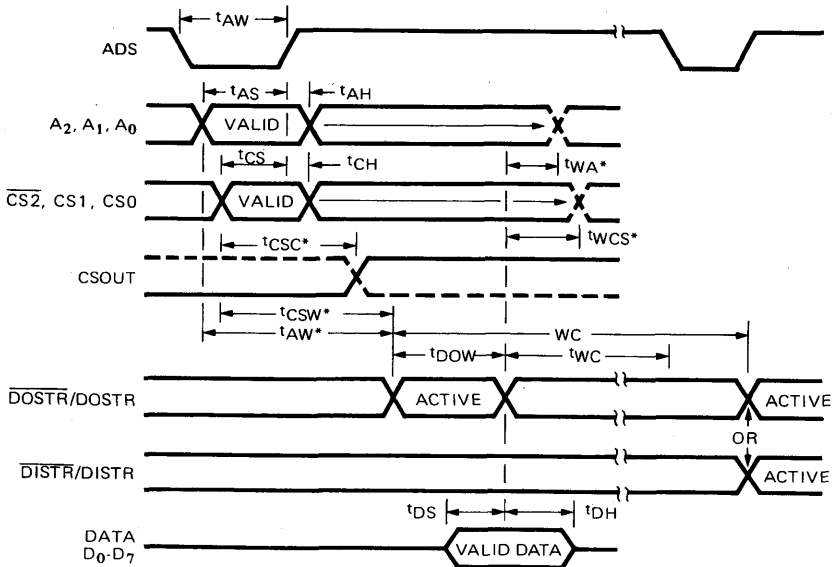 tAW
ADS
tAS tAH
A2, A1, A0 VALID
tCS tCH tWA*
CS2, CS1, CS0 VALID
tCSC* tWCS*
CSOUT
tCSW*
tAW* WC
tDOW tWC
DOSTR/DOSTR ACTIVE ACTIVE
OR
DISTR/DISTR ACTIVE
tDS tDH
DATA
D0-D7 VALID DATA